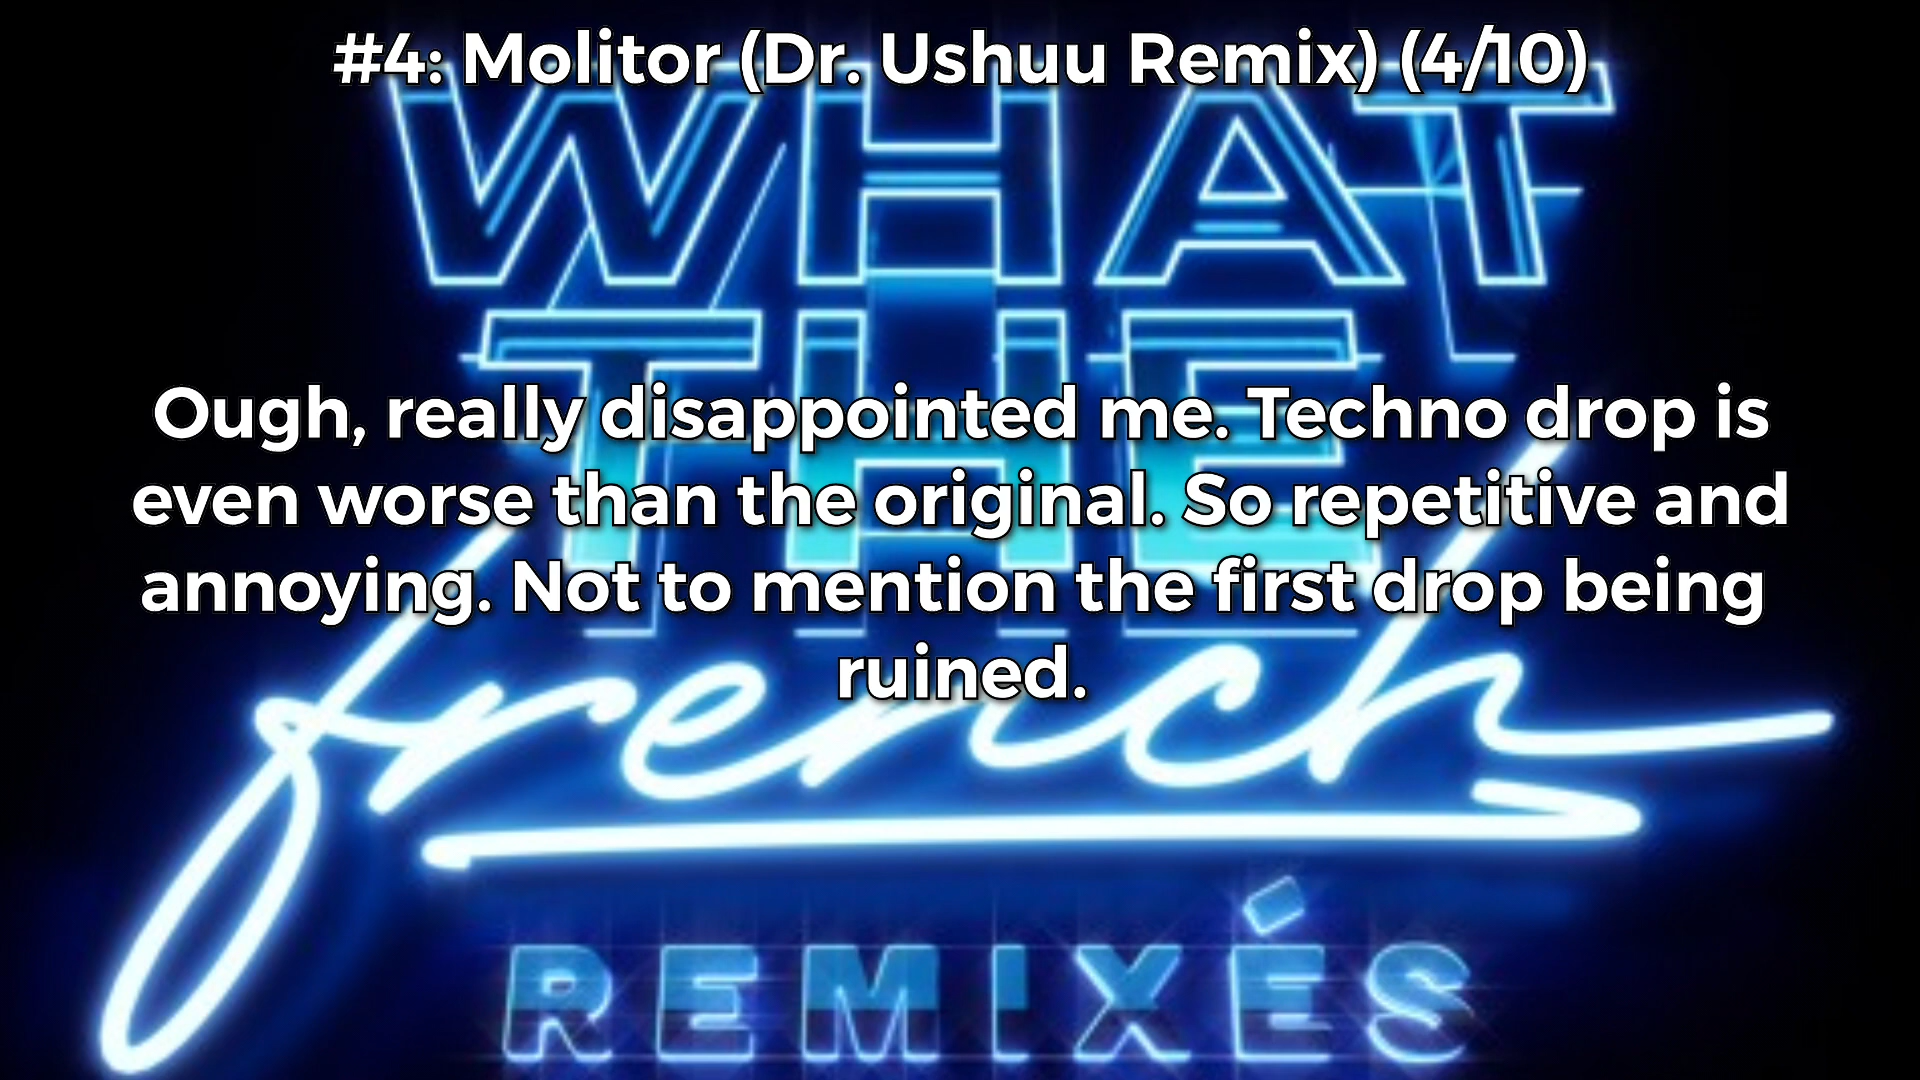 #4: Molitor (Dr. Ushuu Remix) (4/10)
WHAT
THE
Ough, really disappointed me. Techno drop is
even worse than the original. So repetitive and
annoying. Not to mention the first drop being
ruined.
french
REMIXÉS